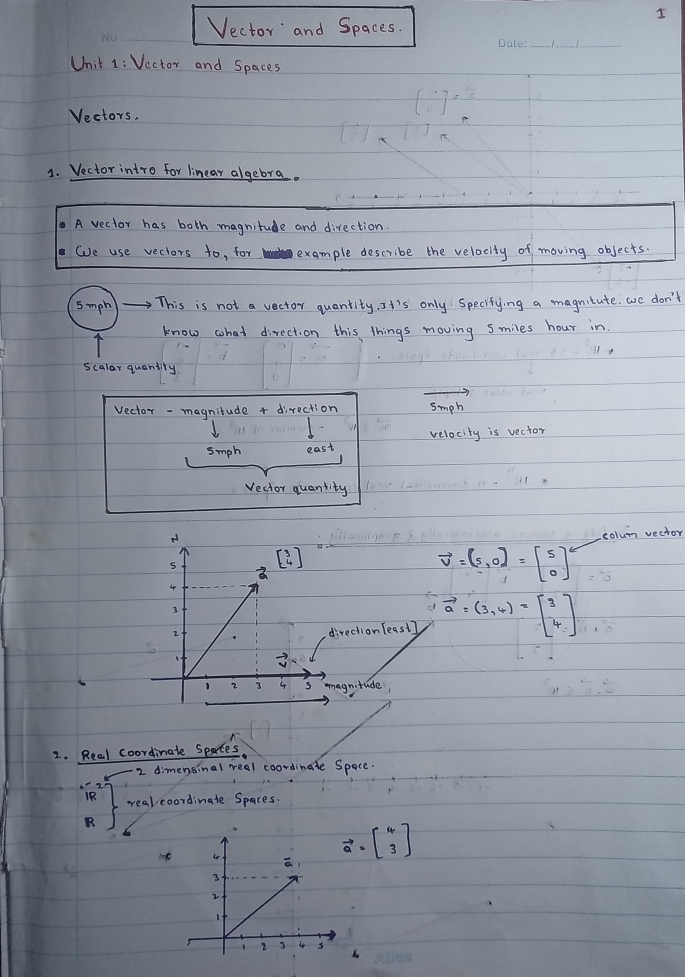 1
Vector and Spaces.
No
Date:
Unit 1: Vector and Spaces
Vectors.
1. Vector intro for linear algebra.
• A vector has both magnitude and direction.
• We use vectors to, for example describe the velocity of moving objects.
5mph → This is not a vector quantity, it's only Specifying a magnitute. we don't
know what direction this, things moving 5 miles hour in.
Scalar quantity
Vector - magnitude + direction
5mph east
Vector quantity
5mph
velocity is vector
colum vector
N
v = (5,0) = [5 0]
a = (3,4) = [3 4]
a [3 4]
5
4
3
2
1
direction[east]
v
1 2 3 4 5 magnitude
2. Real Coordinate Spaces.
2 dimensinal real coordinate Space.
ℝ²
ℝ
} real coordinate Spaces.
a = [4 3]
a
4
3
2
1
1 2 3 4 5
Atlas